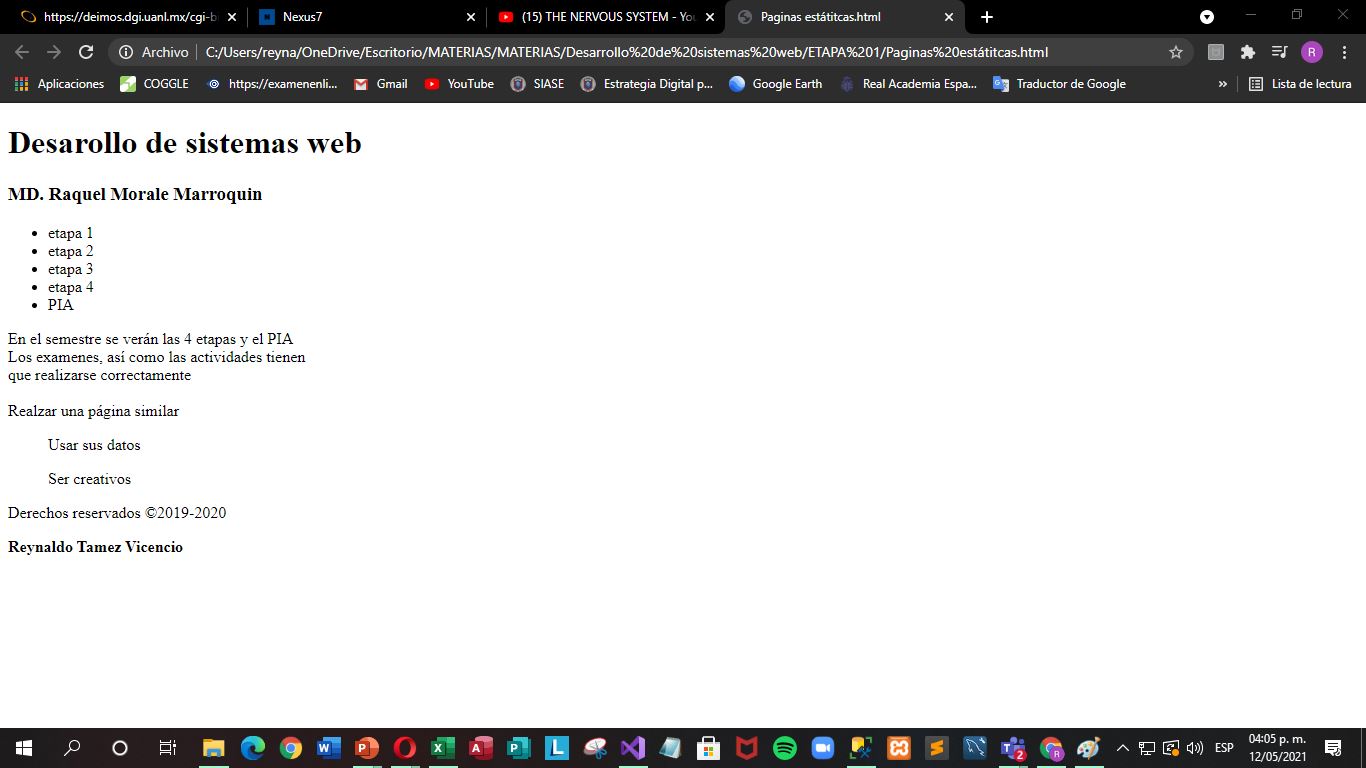 https://deimos.dgi.uanl.mx/cgi-b
Nexus7
(15) THE NERVOUS SYSTEM - You
Paginas estátitcas.html
Archivo
C:/Users/reyna/OneDrive/Escritorio/MATERIAS/MATERIAS/Desarrollo%20de%20sistemas%20web/ETAPA%201/Paginas%20estátitcas.html
R
Aplicaciones
COGGLE
https://examenenli...
Gmail
YouTube
SIASE
Estrategia Digital p...
Google Earth
Real Academia Espa...
Traductor de Google
»
Lista de lectura
Desarollo de sistemas web
MD. Raquel Morale Marroquin
• etapa 1
• etapa 2
• etapa 3
• etapa 4
• PIA
En el semestre se verán las 4 etapas y el PIA
Los examenes, así como las actividades tienen
que realizarse correctamente
Realzar una página similar
Usar sus datos
Ser creativos
Derechos reservados ©2019-2020
Reynaldo Tamez Vicencio
ESP
04:05 p. m.
12/05/2021